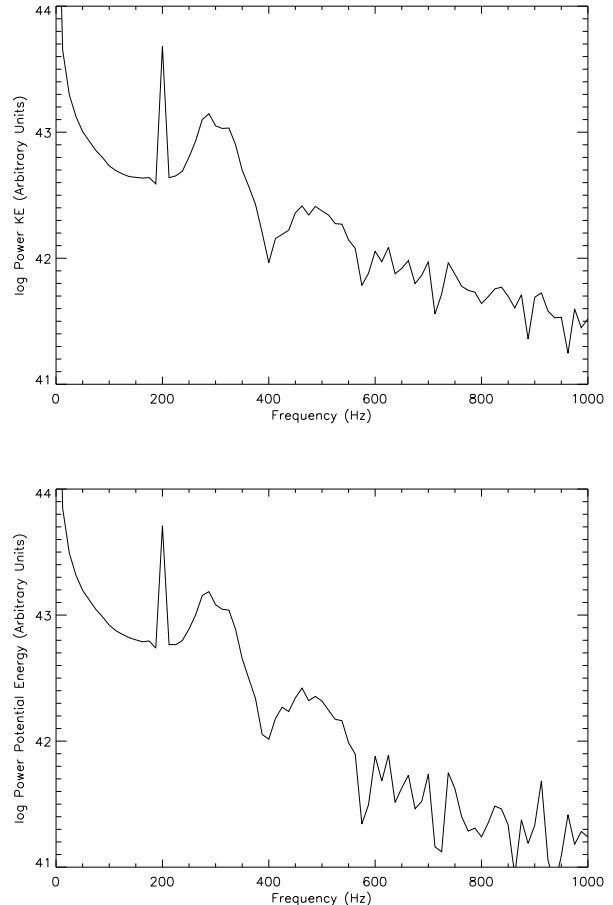 44
43
42
41
log Power KE (Arbitrary Units)
0 200 400 600 800 1000
Frequency (Hz)
44
43
42
41
log Power Potential Energy (Arbitrary Units)
0 200 400 600 800 1000
Frequency (Hz)